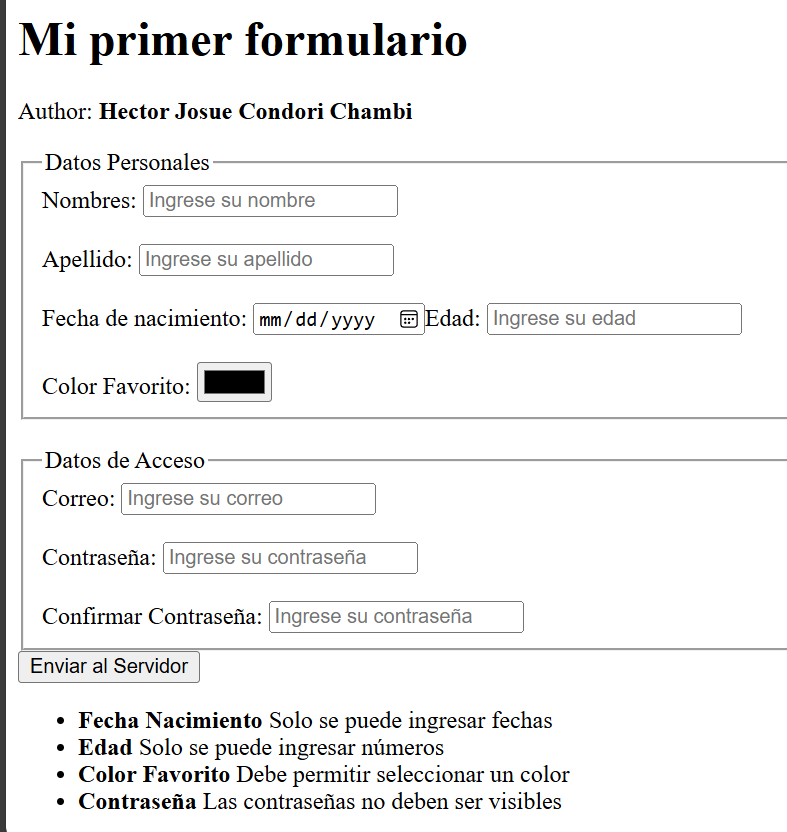 Mi primer formulario
Author: Hector Josue Condori Chambi
Datos Personales
Nombres: Ingrese su nombre
Apellido: Ingrese su apellido
Fecha de nacimiento: mm/dd/yyyy Edad: Ingrese su edad
Color Favorito:
Datos de Acceso
Correo: Ingrese su correo
Contraseña: Ingrese su contraseña
Confirmar Contraseña: Ingrese su contraseña
Enviar al Servidor
• Fecha Nacimiento Solo se puede ingresar fechas
• Edad Solo se puede ingresar números
• Color Favorito Debe permitir seleccionar un color
• Contraseña Las contraseñas no deben ser visibles